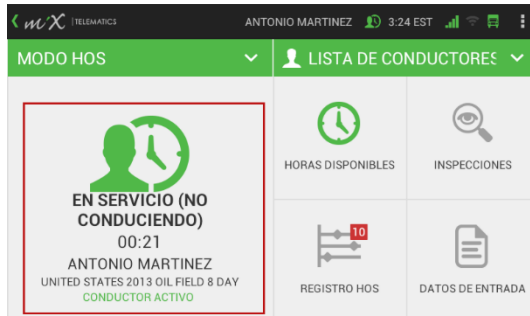 miX TELEMATICS
ANTONIO MARTINEZ 3:24 EST
MODO HOS
LISTA DE CONDUCTORES
HORAS DISPONIBLES
INSPECCIONES
EN SERVICIO (NO
CONDUCIENDO)
00:21
ANTONIO MARTINEZ
UNITED STATES 2013 OIL FIELD 8 DAY
CONDUCTOR ACTIVO
10
REGISTRO HOS
DATOS DE ENTRADA